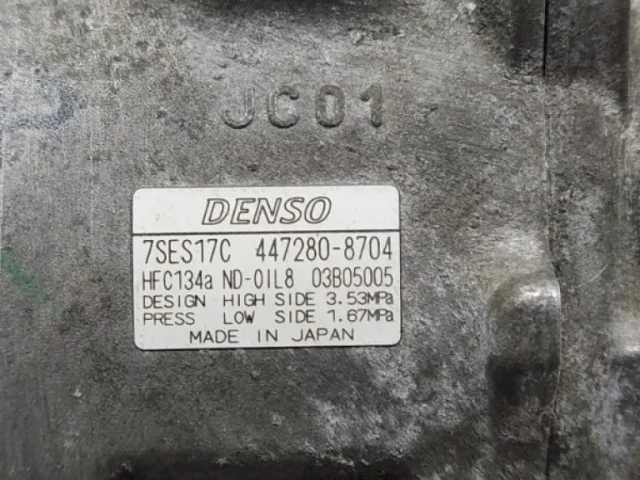 JC01
DENSO
7SES17C 447280-8704
HFC134a ND-OIL8 03B05005
DESIGN HIGH SIDE 3.53MPa
PRESS LOW SIDE 1.67MPa
MADE IN JAPAN